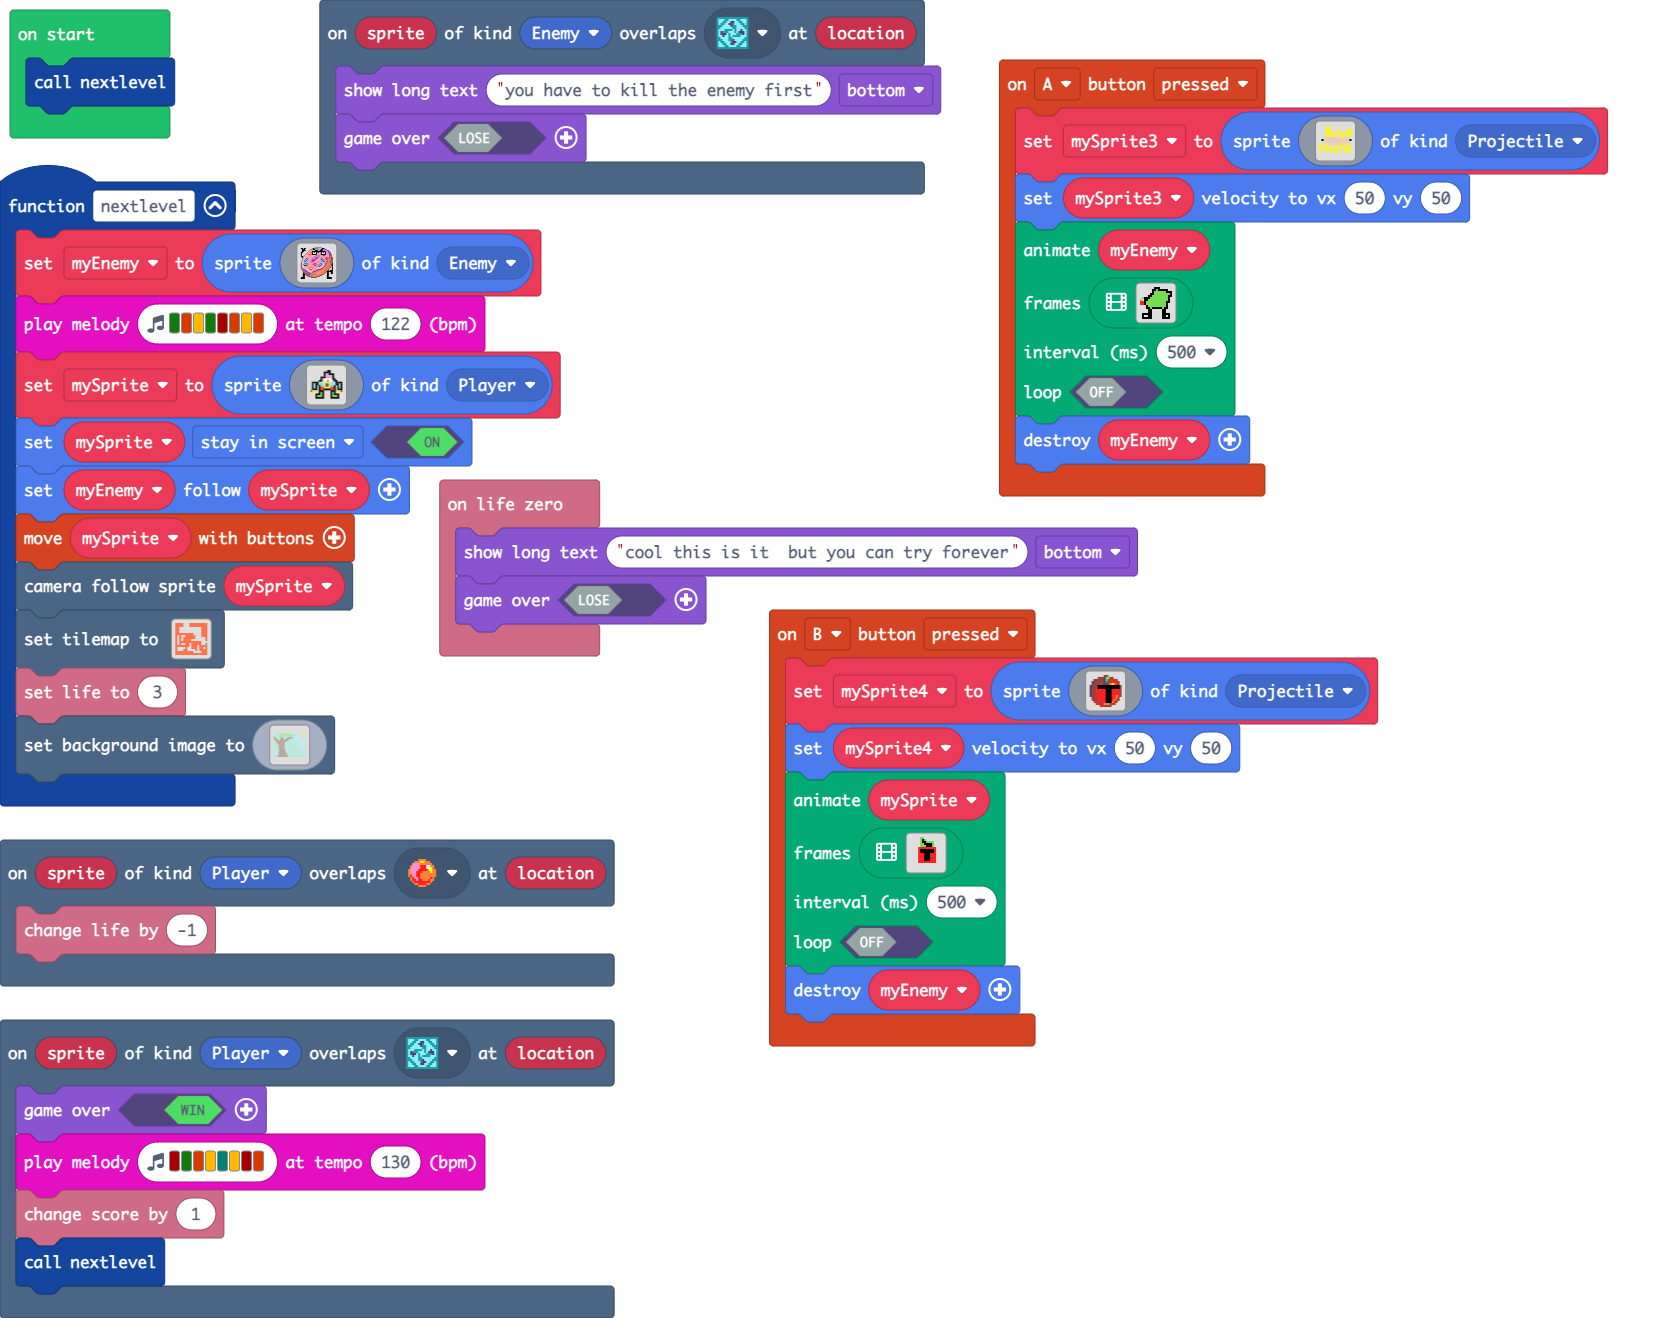 on start
call nextlevel
on sprite of kind Enemy overlaps at location
show long text "you have to kill the enemy first" bottom
game over LOSE
function nextlevel
set myEnemy to sprite of kind Enemy
play melody at tempo 122 (bpm)
set mySprite to sprite of kind Player
set mySprite stay in screen ON
set myEnemy follow mySprite
move mySprite with buttons
camera follow sprite mySprite
set tilemap to
set life to 3
set background image to
on A button pressed
set mySprite3 to sprite of kind Projectile
set mySprite3 velocity to vx 50 vy 50
animate myEnemy
frames
interval (ms) 500
loop OFF
destroy myEnemy
on life zero
show long text "cool this is it  but you can try forever" bottom
game over LOSE
on B button pressed
set mySprite4 to sprite of kind Projectile
set mySprite4 velocity to vx 50 vy 50
animate mySprite
frames
interval (ms) 500
loop OFF
destroy myEnemy
on sprite of kind Player overlaps at location
change life by -1
on sprite of kind Player overlaps at location
game over WIN
play melody at tempo 130 (bpm)
change score by 1
call nextlevel